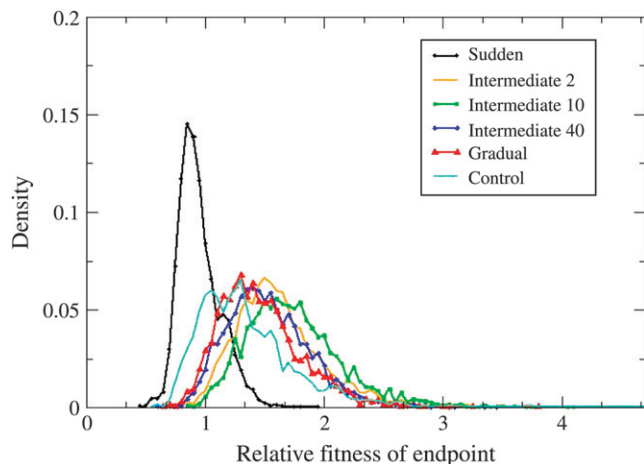 0.2
0.15
0.1
0.05
0
Density
Sudden
Intermediate 2
Intermediate 10
Intermediate 40
Gradual
Control
0 1 2 3 4
Relative fitness of endpoint